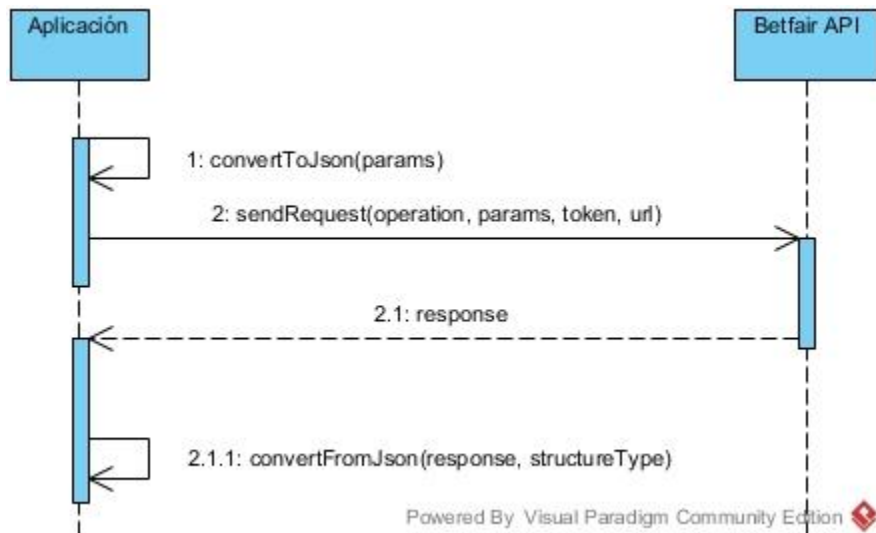 Aplicación
Betfair API
1: convertToJson(params)
2: sendRequest(operation, params, token, url)
2.1: response
2.1.1: convertFromJson(response, structureType)
Powered By Visual Paradigm Community Edition